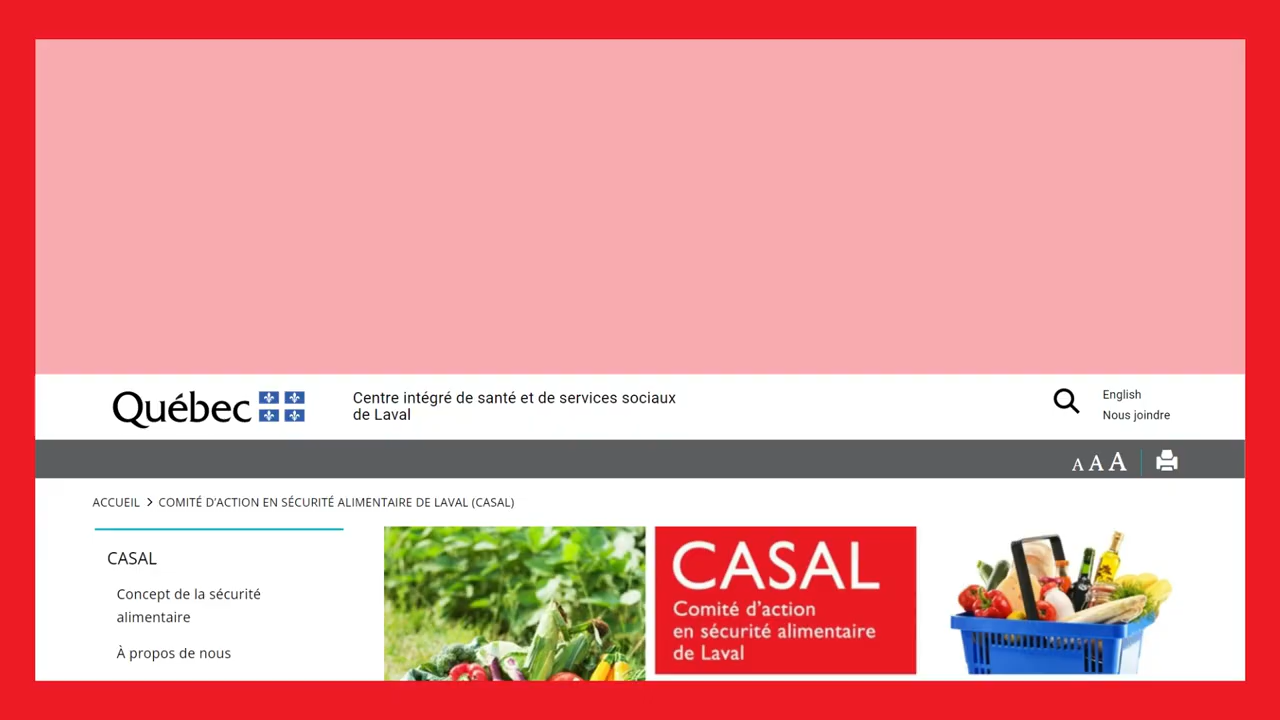 Québec
Centre intégré de santé et de services sociaux
de Laval
English
Nous joindre
A A A
ACCUEIL > COMITÉ D'ACTION EN SÉCURITÉ ALIMENTAIRE DE LAVAL (CASAL)
CASAL
Concept de la sécurité
alimentaire
À propos de nous
CASAL
Comité d'action
en sécurité alimentaire
de Laval